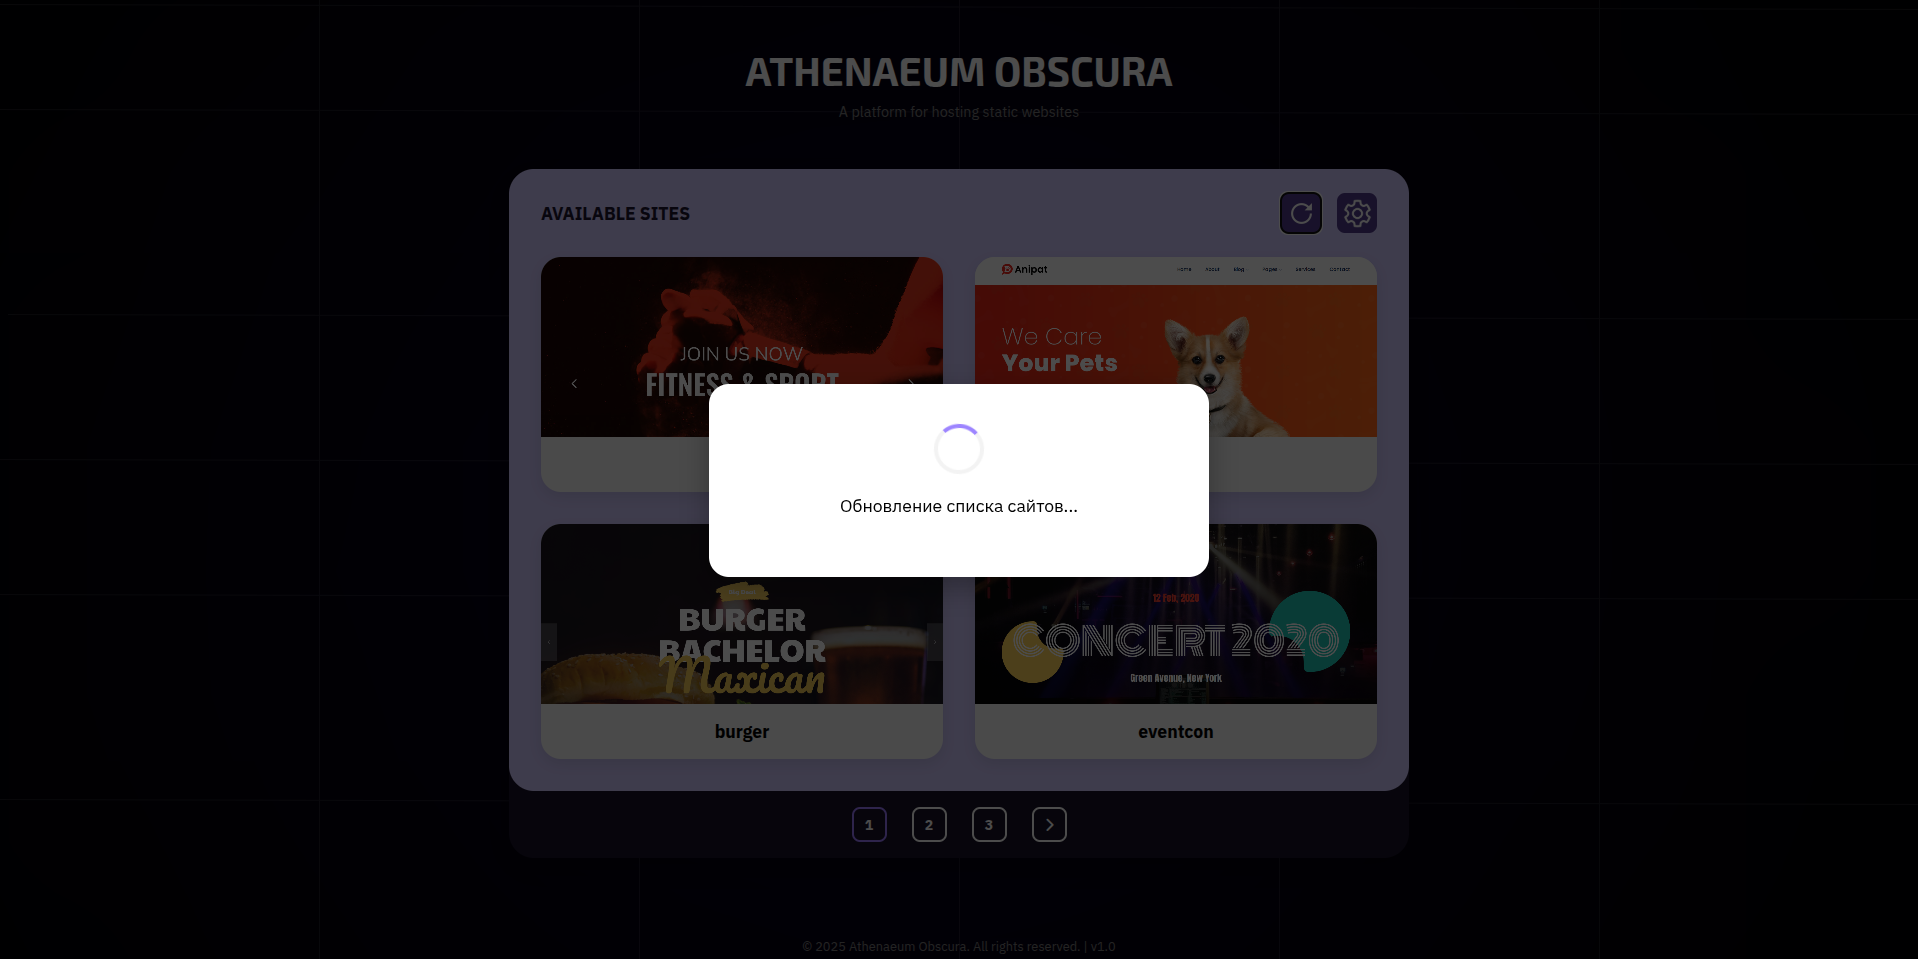 ATHENAEUM OBSCURA
A platform for hosting static websites
AVAILABLE SITES
JOIN US NOW
FITNESS & SPORT
Anipat
Home About Blog Pages Services Contact
We Care
Your Pets
Обновление списка сайтов...
BURGER
BACHELOR
Maxican
burger
12 Feb, 2020
CONCERT 2020
Green Avenue, New York
eventcon
1 2 3
© 2025 Athenaeum Obscura. All rights reserved. | v1.0